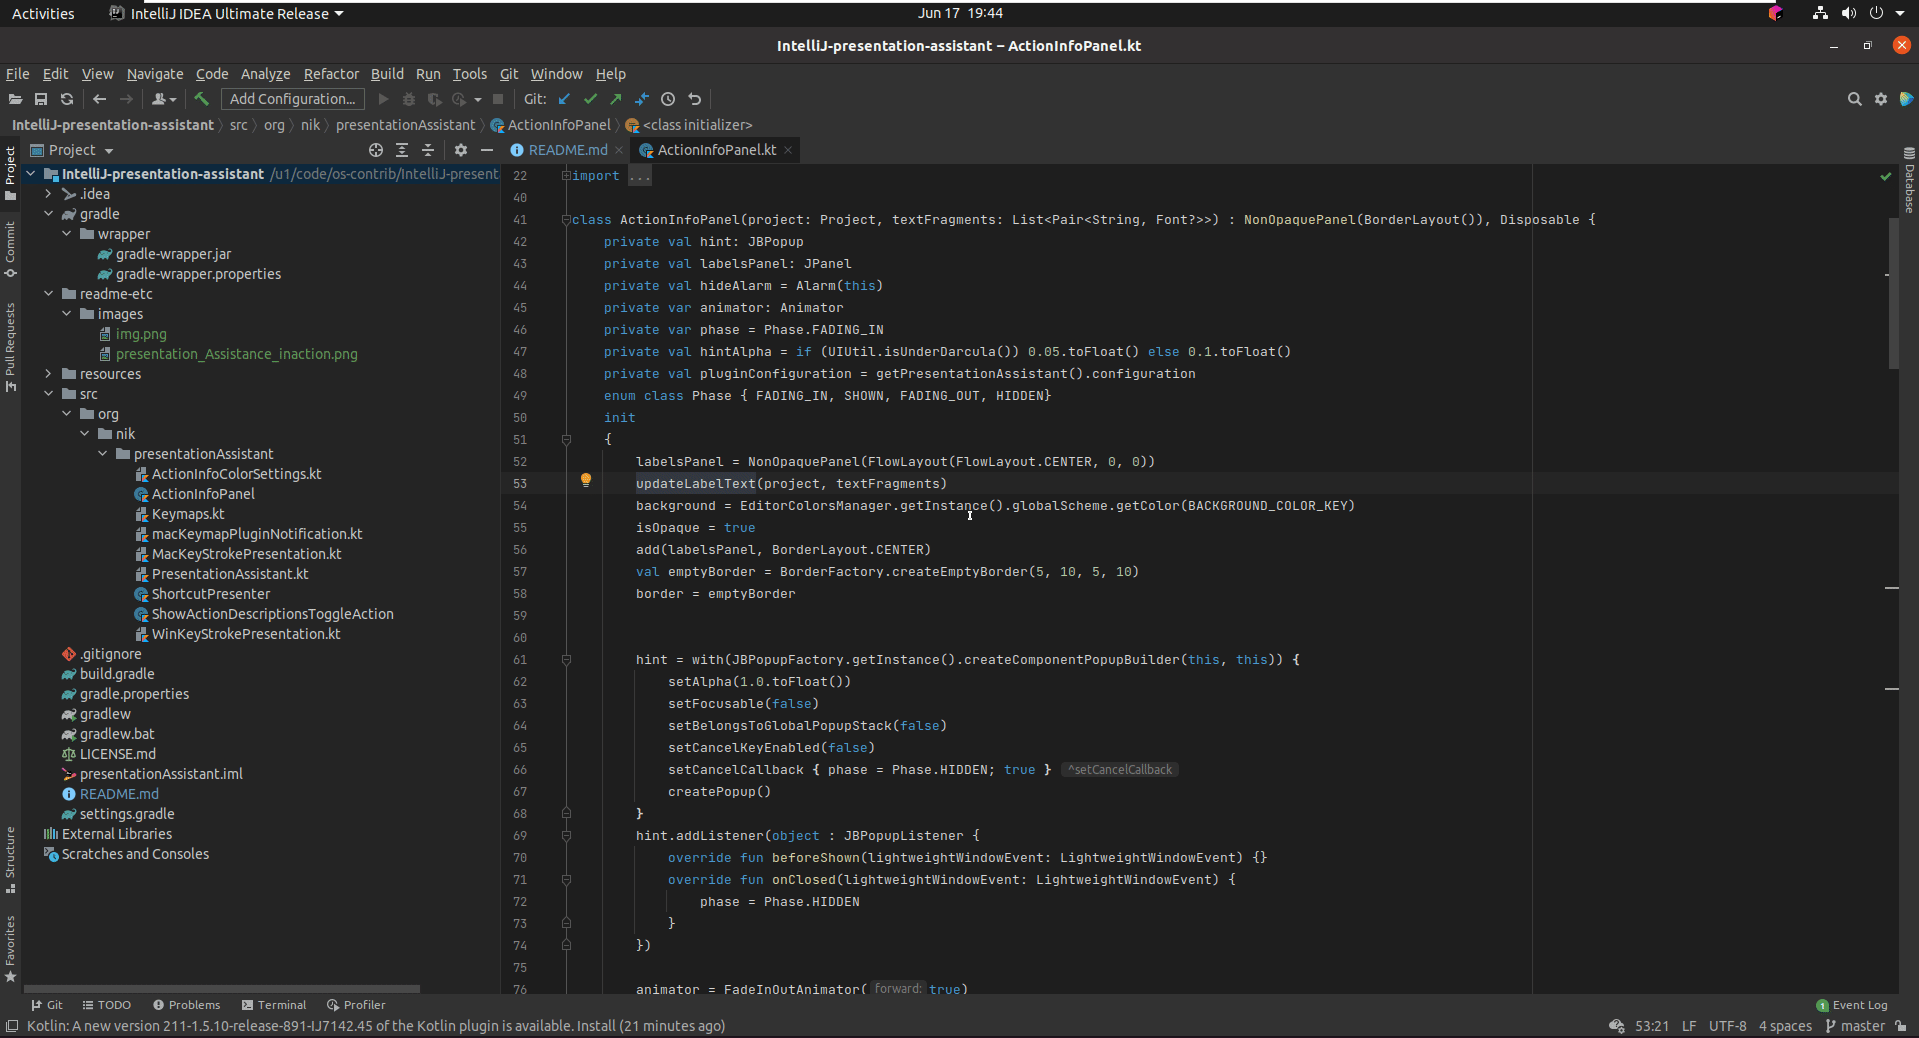 Activities IntelliJ IDEA Ultimate Release Jun 17 19:44
IntelliJ-presentation-assistant – ActionInfoPanel.kt
File Edit View Navigate Code Analyze Refactor Build Run Tools Git Window Help
Add Configuration... Git:
IntelliJ-presentation-assistant src org nik presentationAssistant ActionInfoPanel <class initializer>
Project
README.md ActionInfoPanel.kt
Project
Commit
Pull Requests
Structure
Favorites
IntelliJ-presentation-assistant /u1/code/os-contrib/IntelliJ-present
.idea
gradle
wrapper
gradle-wrapper.jar
gradle-wrapper.properties
readme-etc
images
img.png
presentation_Assistance_inaction.png
resources
src
org
nik
presentationAssistant
ActionInfoColorSettings.kt
ActionInfoPanel
Keymaps.kt
macKeymapPluginNotification.kt
MacKeyStrokePresentation.kt
PresentationAssistant.kt
ShortcutPresenter
ShowActionDescriptionsToggleAction
WinKeyStrokePresentation.kt
.gitignore
build.gradle
gradle.properties
gradlew
gradlew.bat
LICENSE.md
presentationAssistant.iml
README.md
settings.gradle
External Libraries
Scratches and Consoles
22 import ...
40
41 class ActionInfoPanel(project: Project, textFragments: List<Pair<String, Font?>>) : NonOpaquePanel(BorderLayout()), Disposable {
42 private val hint: JBPopup
43 private val labelsPanel: JPanel
44 private val hideAlarm = Alarm(this)
45 private var animator: Animator
46 private var phase = Phase.FADING_IN
47 private val hintAlpha = if (UIUtil.isUnderDarcula()) 0.05.toFloat() else 0.1.toFloat()
48 private val pluginConfiguration = getPresentationAssistant().configuration
49 enum class Phase { FADING_IN, SHOWN, FADING_OUT, HIDDEN}
50 init
51 {
52 labelsPanel = NonOpaquePanel(FlowLayout(FlowLayout.CENTER, 0, 0))
53 updateLabelText(project, textFragments)
54 background = EditorColorsManager.getInstance().globalScheme.getColor(BACKGROUND_COLOR_KEY)
55 isOpaque = true
56 add(labelsPanel, BorderLayout.CENTER)
57 val emptyBorder = BorderFactory.createEmptyBorder(5, 10, 5, 10)
58 border = emptyBorder
59
60
61 hint = with(JBPopupFactory.getInstance().createComponentPopupBuilder(this, this)) {
62 setAlpha(1.0.toFloat())
63 setFocusable(false)
64 setBelongsToGlobalPopupStack(false)
65 setCancelKeyEnabled(false)
66 setCancelCallback { phase = Phase.HIDDEN; true } ^setCancelCallback
67 createPopup()
68 }
69 hint.addListener(object : JBPopupListener {
70 override fun beforeShown(lightweightWindowEvent: LightweightWindowEvent) {}
71 override fun onClosed(lightweightWindowEvent: LightweightWindowEvent) {
72 phase = Phase.HIDDEN
73 }
74 })
75
76 animator = FadeInOutAnimator( forward: true)
Database
Git TODO Problems Terminal Profiler 1 Event Log
Kotlin: A new version 211-1.5.10-release-891-IJ7142.45 of the Kotlin plugin is available. Install (21 minutes ago) 53:21 LF UTF-8 4 spaces master